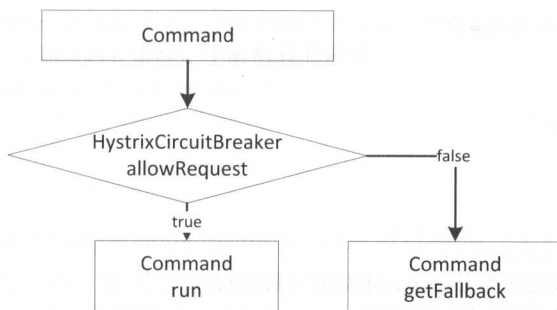 Command
HystrixCircuitBreaker
allowRequest
false
true
Command
run
Command
getFallback